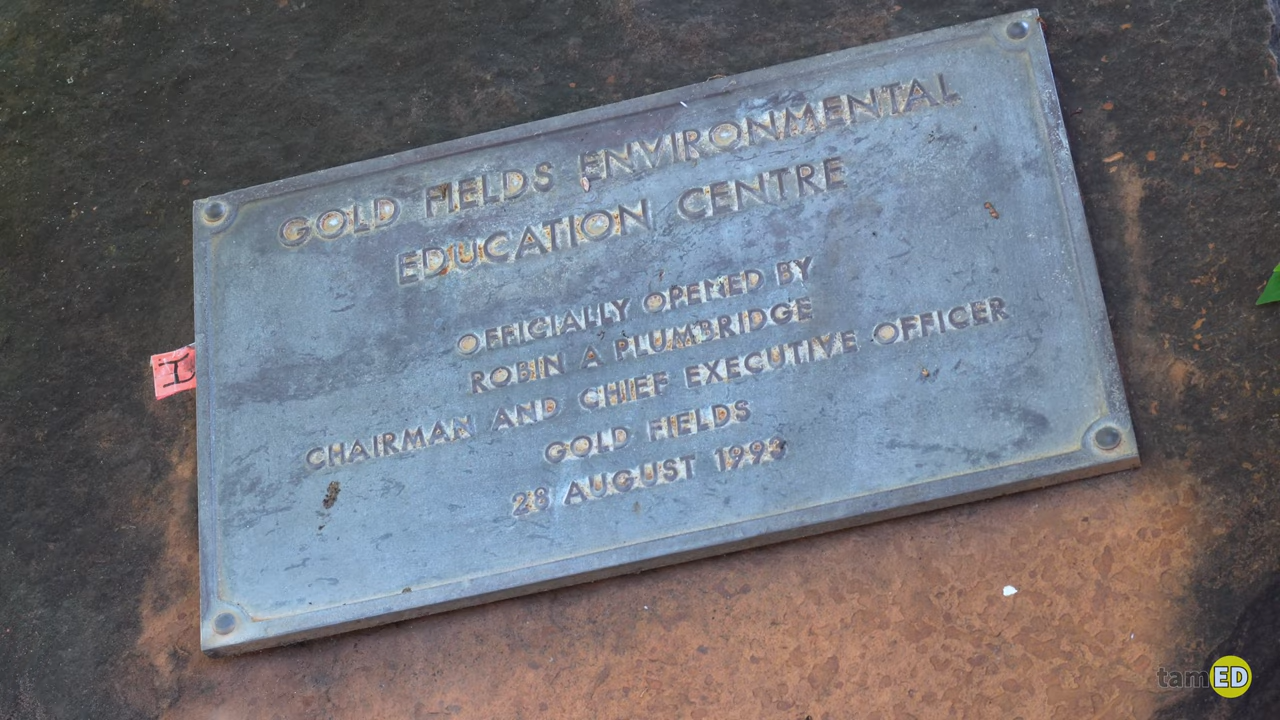 GOLD FIELDS ENVIRONMENTAL
EDUCATION CENTRE
OFFICIALLY OPENED BY
ROBIN A PLUMBRIDGE
CHAIRMAN AND CHIEF EXECUTIVE OFFICER
GOLD FIELDS
28 AUGUST 1993
I
tamED